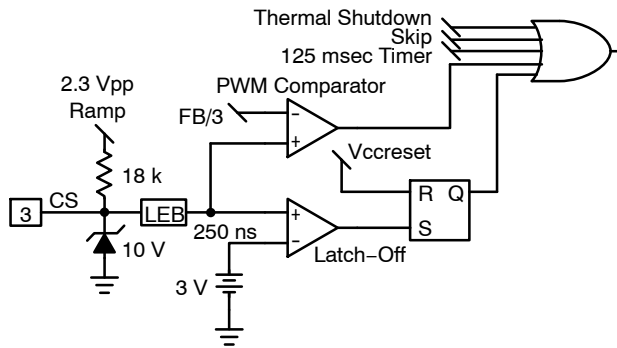 Thermal Shutdown
Skip
125 msec Timer
2.3 Vpp
Ramp
PWM Comparator
FB/3
−
+
Vccreset
18 k
3
CS
LEB
R Q
S
+
−
250 ns
10 V
Latch−Off
3 V